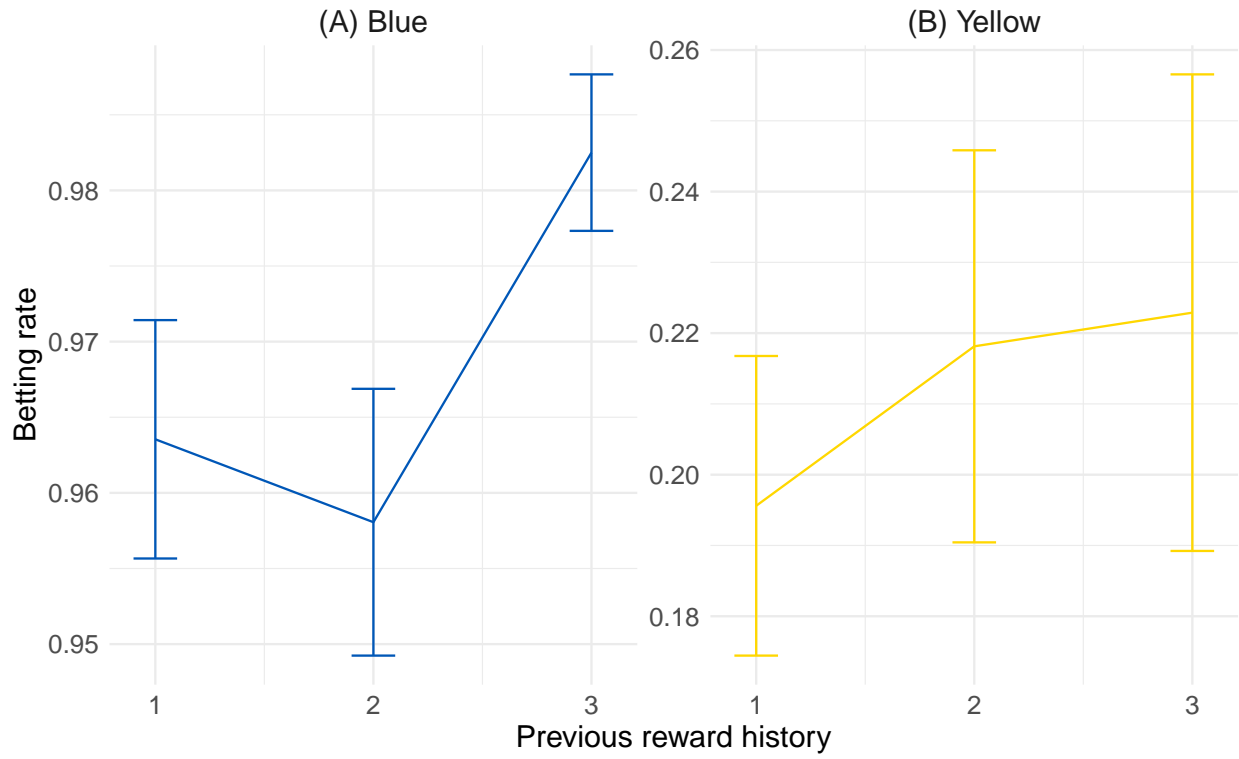 (A) Blue
(B) Yellow
Betting rate
0.98
0.97
0.96
0.95
0.26
0.24
0.22
0.20
0.18
1 2 3
1 2 3
Previous reward history